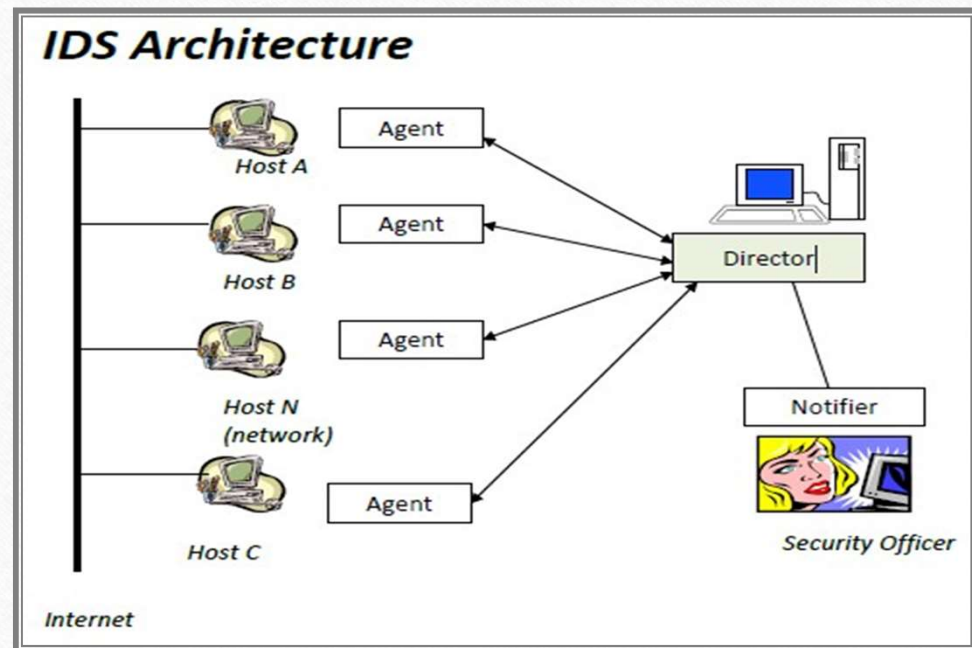 IDS Architecture
Agent
Host A
Agent
Director
Host B
Agent
Host N
(network)
Notifier
Agent
Host C
Security Officer
Internet